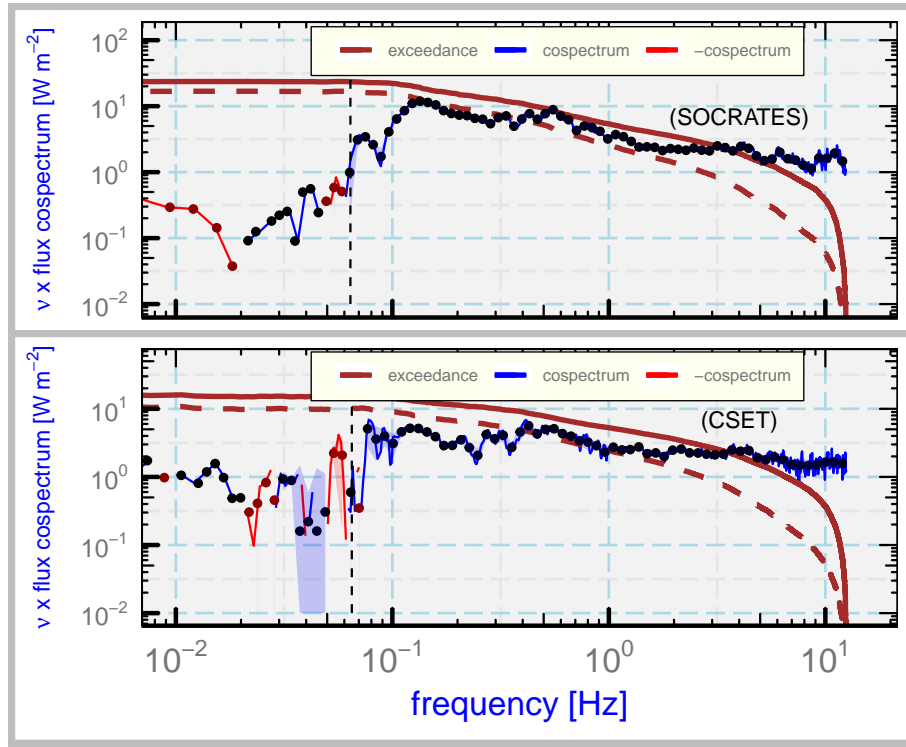 ν x flux cospectrum [W m⁻²]
10²
10¹
10⁰
10⁻¹
10⁻²
exceedance cospectrum −cospectrum
(SOCRATES)
ν x flux cospectrum [W m⁻²]
10²
10¹
10⁰
10⁻¹
10⁻²
exceedance cospectrum −cospectrum
(CSET)
10⁻² 10⁻¹ 10⁰ 10¹
frequency [Hz]